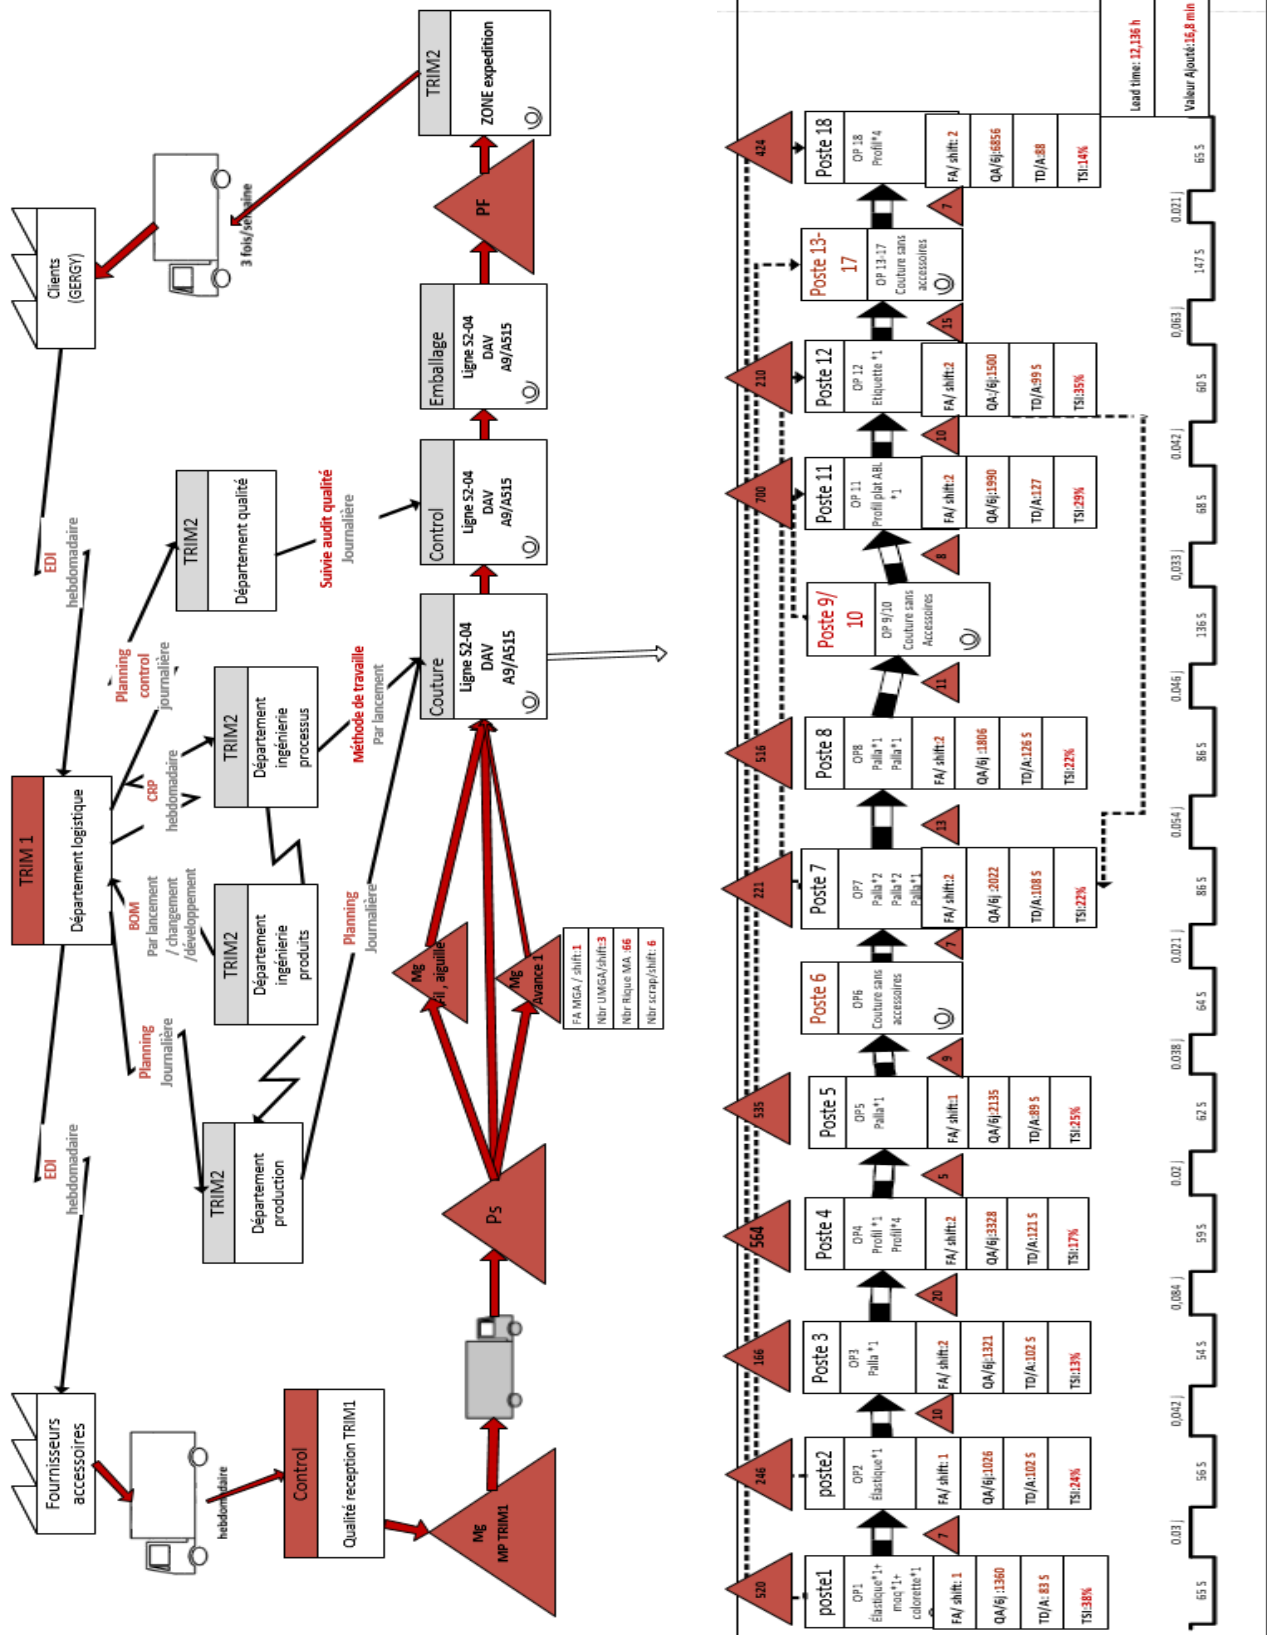 Fournisseurs
accessoires
EDI
hebdomadaire
TRIM 1
Département logistique
EDI
hebdomadaire
Clients
(GERGY)
hebdomadaire
Control
Qualité reception TRIM1
Mg
MP TRIM1
Planning
Journalière
BOM
Par lancement
/ changement
/développement
CRP
hebdomadaire
Planning
control
journalière
3 fois/semaine
TRIM2
Département
production
TRIM2
Département
ingénierie
produits
TRIM2
Département
ingénierie
processus
TRIM2
Département qualité
Planning
Journalière
Méthode de travaille
Par lancement
Suivie audit qualité
Journalière
Ps
Mg
Fil , aiguille
Mg
Avance 1
FA MGA / shift:1
Nbr UMGA/shift:3
Nbr Rique MA :66
Nbr scrap/shift: 6
Couture
Ligne S2-04
DAV
A9/A515
Control
Ligne S2-04
DAV
A9/A515
Emballage
Ligne S2-04
DAV
A9/A515
PF
TRIM2
ZONE expedition
520
246
166
564
535
221
516
700
210
424
poste1
OP1
Élastique*1+
moq*1+
colorette*1
FA/ shift: 1
QA/6j:1360
TD/A: 83 S
TSI:38%
7
poste2
OP2
Élastique*1
FA/ shift: 1
QA/6j:1026
TD/A:102 S
TSI:24%
10
Poste 3
OP3
Palla *1
FA/ shift:2
QA/6j:1321
TD/A:102 S
TSI:13%
20
Poste 4
OP4
Profil *1
Profil*4
FA/ shift:2
QA/6j:3328
TD/A:121 S
TSI:17%
5
Poste 5
OP5
Palla*1
FA/ shift:1
QA/6j:2135
TD/A:89 S
TSI:25%
9
Poste 6
OP6
Couture sans
accessoires
7
Poste 7
OP7
Palla*2
Palla*2
Palla*1
FA/ shift:2
QA/6j :2022
TD/A:108 S
TSI:22%
13
Poste 8
OP8
Palla*1
Palla*1
FA/ shift:2
QA/6j :1806
TD/A:126 S
TSI:22%
11
Poste 9/
10
OP 9/10
Couture sans
Accessoires
8
Poste 11
OP 11
Profil plat ABL
*1
FA/ shift:2
QA/6j:1990
TD/A:127
TSI:29%
10
Poste 12
OP 12
Etiquette *1
FA/ shift:2
QA:/6j:1500
TD/A:99 S
TSI:35%
15
Poste 13-
17
OP 13-17
Couture sans
accessoires
7
Poste 18
OP 18
Profil*4
FA/ shift: 2
QA/6j:6856
TD/A:88
TSI:14%
65 S
0.03 j
56 S
0,042 j
54 S
0,084 j
59 S
0.02 j
62 S
0.038 j
64 S
0.021 j
86 S
0.054 j
86 S
0.046 j
136 S
0,033 j
68 S
0.042 j
60 S
0,063 j
147 S
0.021 j
65 S
Lead time: 12,136 h
Valeur Ajouté:16,8 min